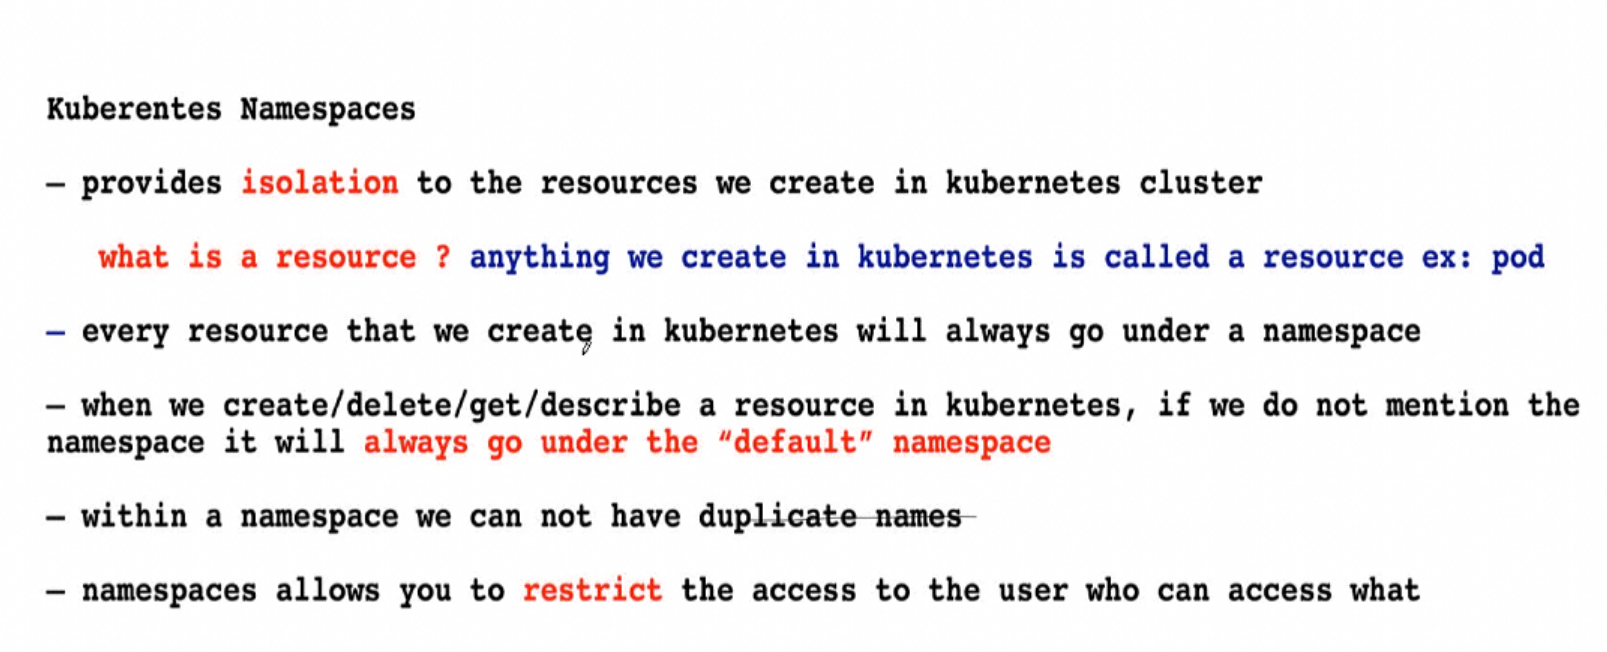 Kuberentes Namespaces
– provides isolation to the resources we create in kubernetes cluster
what is a resource ? anything we create in kubernetes is called a resource ex: pod
– every resource that we create in kubernetes will always go under a namespace
– when we create/delete/get/describe a resource in kubernetes, if we do not mention the
namespace it will always go under the “default” namespace
– within a namespace we can not have duplicate names
– namespaces allows you to restrict the access to the user who can access what